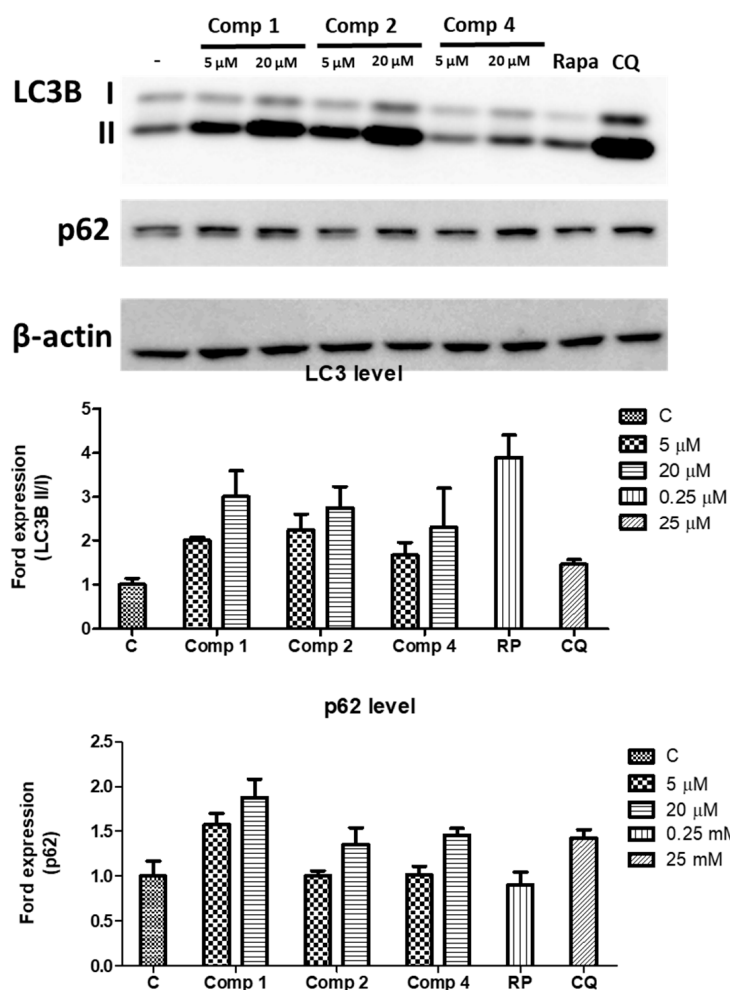 Comp 1 Comp 2 Comp 4
- 5 μM 20 μM 5 μM 20 μM 5 μM 20 μM Rapa CQ
LC3B I
II
p62
β-actin
LC3 level
Ford expression
(LC3B II/I)
5
4
3
2
1
0
C Comp 1 Comp 2 Comp 4 RP CQ
C
5 μM
20 μM
0.25 μM
25 μM
p62 level
Ford expression
(p62)
2.5
2.0
1.5
1.0
0.5
0.0
C Comp 1 Comp 2 Comp 4 RP CQ
C
5 μM
20 μM
0.25 mM
25 mM